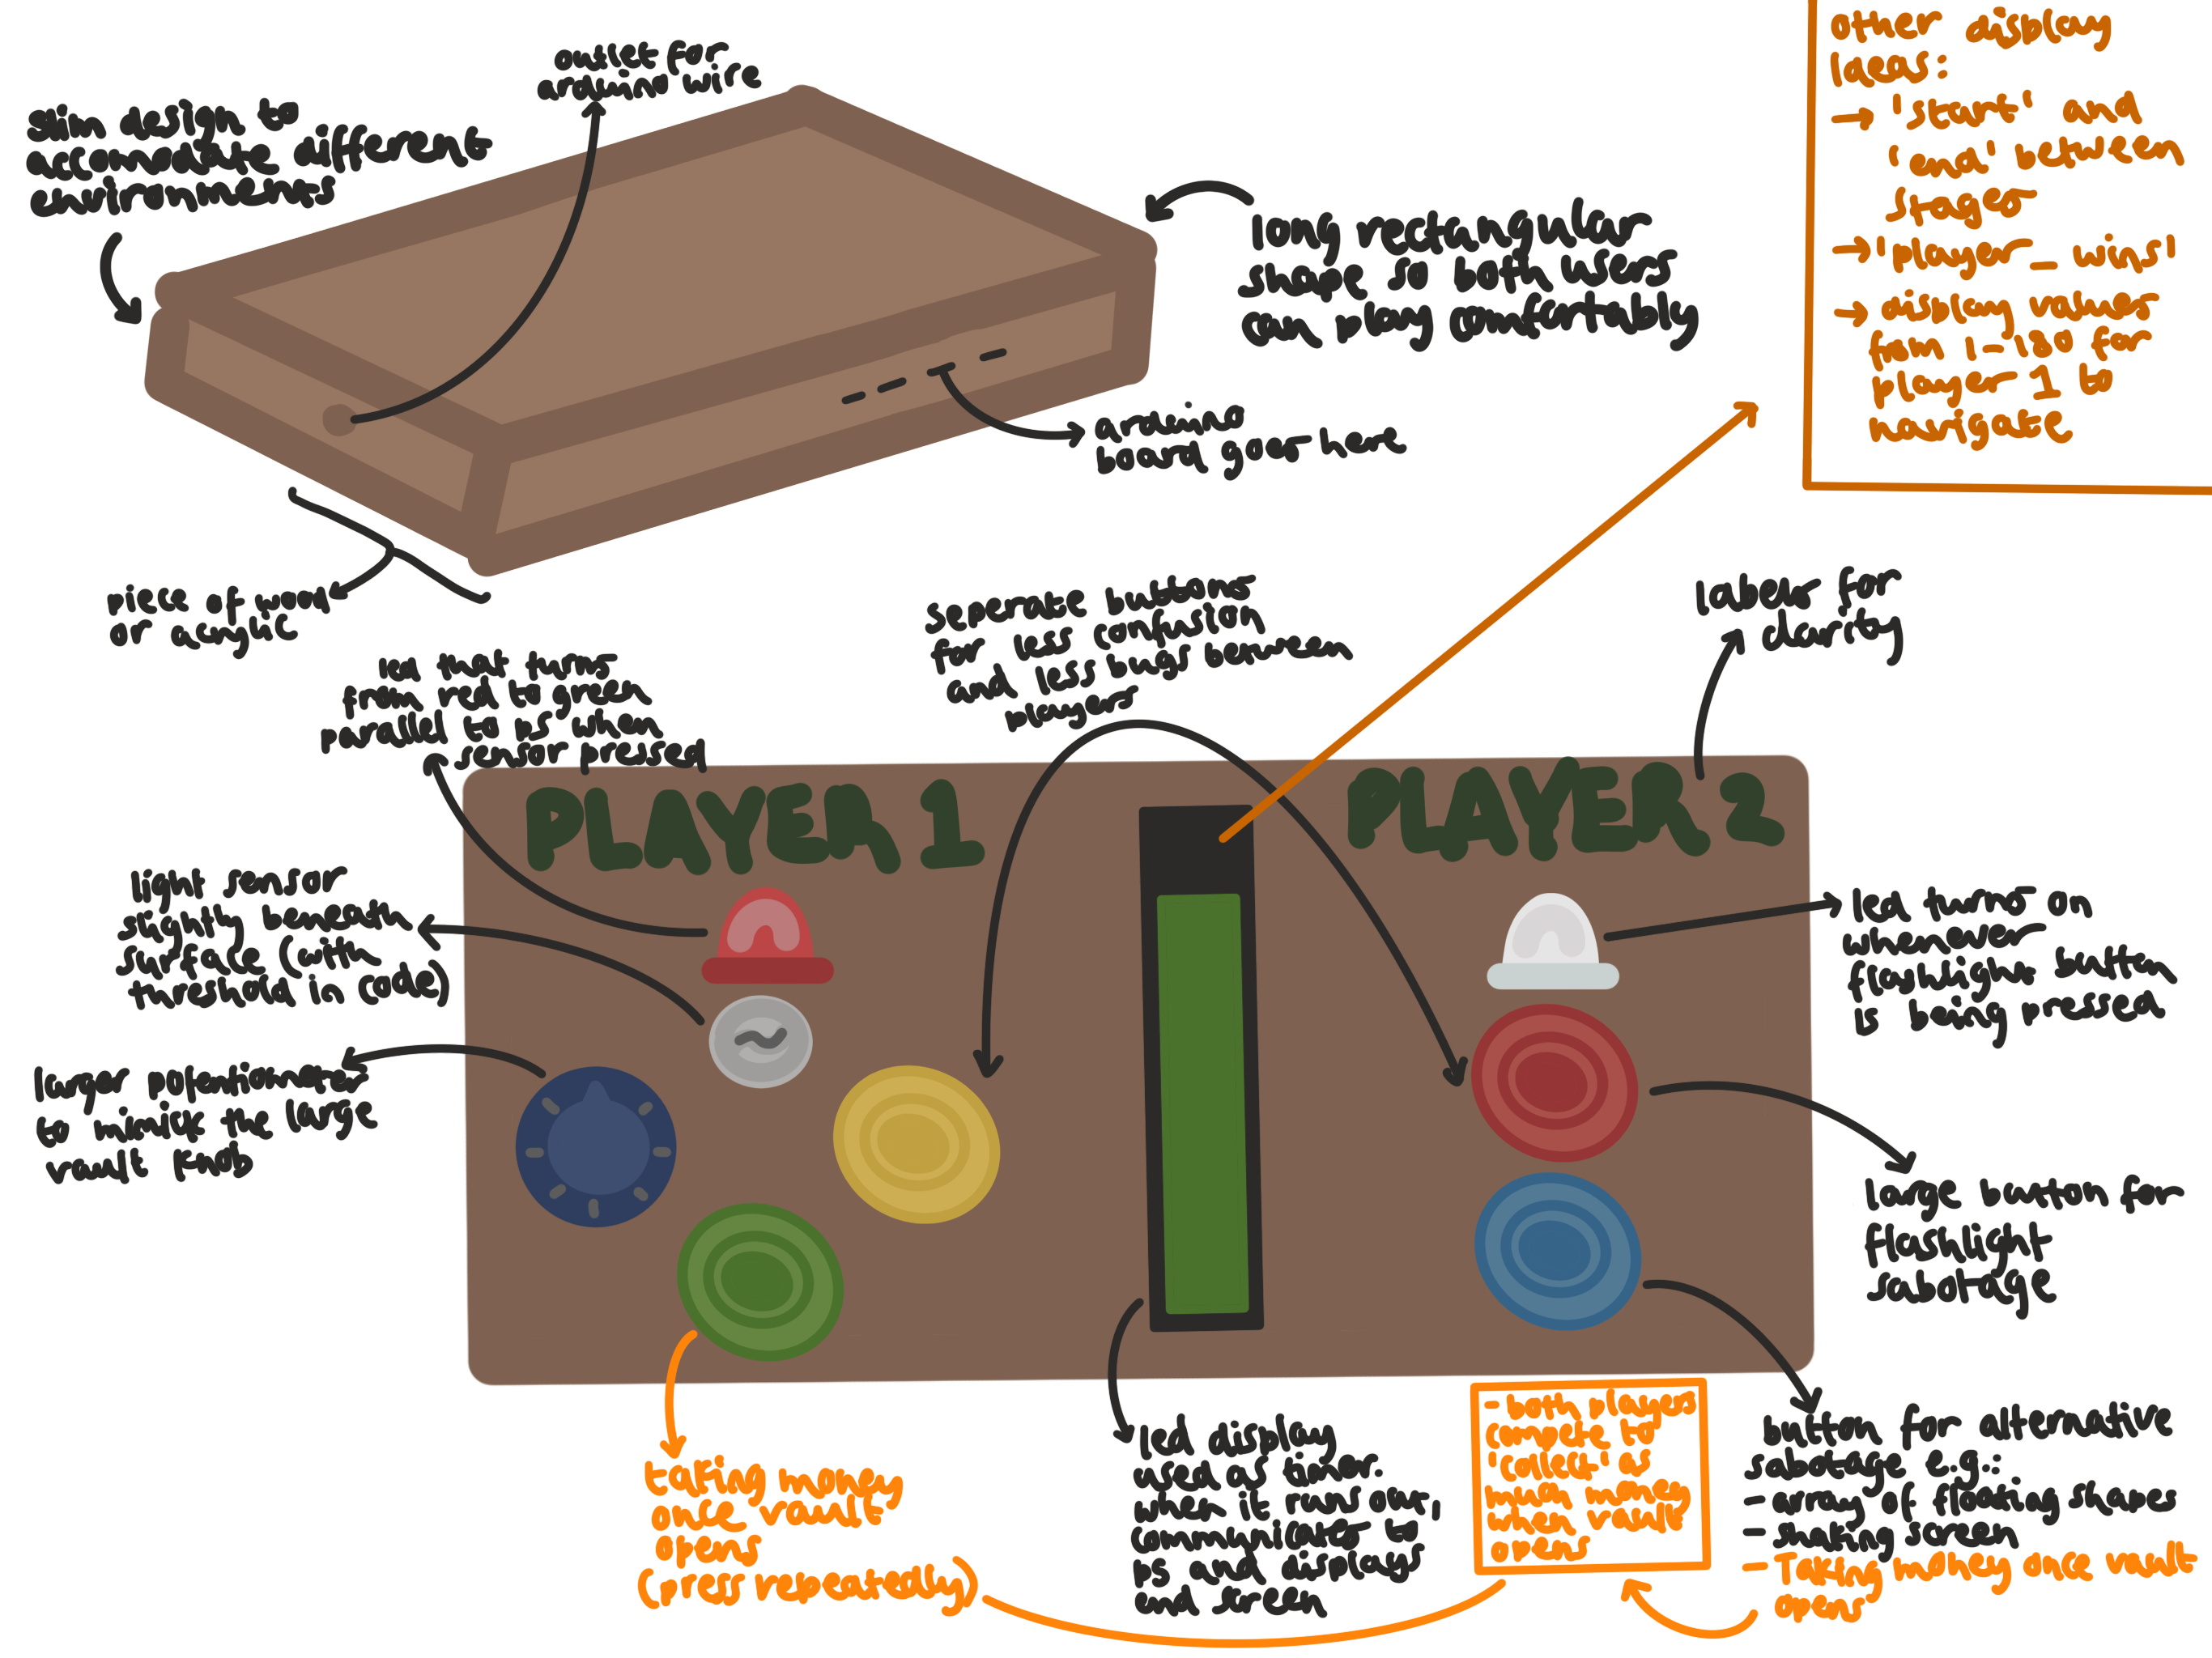 outlet for
arduino wire
slim design to
accomodate different
environments
long rectangular
shape so both users
can play comfortably
arduino
board goes here
piece of wood
or acrylic
other display
ideas:
→ 'start' and
'end' between
stages
→ 'player_wins'
→ display values
from 1-180 for
player 1 to
navigate
led that turns
from red to green
parallel to ps when
sensor pressed
seperate buttons
for less confusion
and less bugs between
players
labels for
clarity
PLAYER 1
PLAYER 2
light sensor
slightly beneath
surface (with
threshold in code)
larger potentiometer
to mimick the large
vault knob
led turns on
whenever
flashlight button
is being pressed
large button for
flashlight
sabotage
taking money
once vault
opens
(press repeatedly)
led display
used as timer.
when it runs out,
communicates to
ps and displays
end screen
- both players
compete to
'collect' as
much money
when vault
opens
button for alternative
sabotage e.g.:
- array of floating shapes
- shaking screen
- Taking money once vault
opens